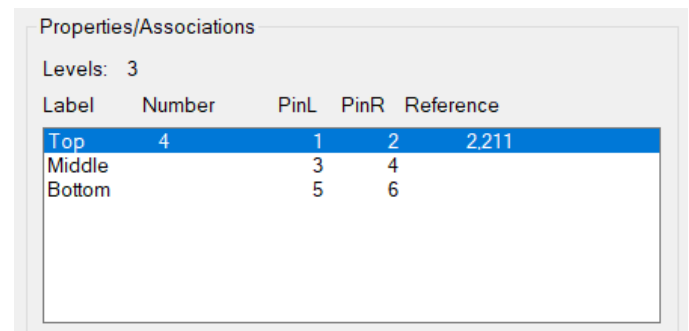 Properties/Associations
Levels: 3
Label Number PinL PinR Reference
Top 4 1 2 2,211
Middle 3 4
Bottom 5 6